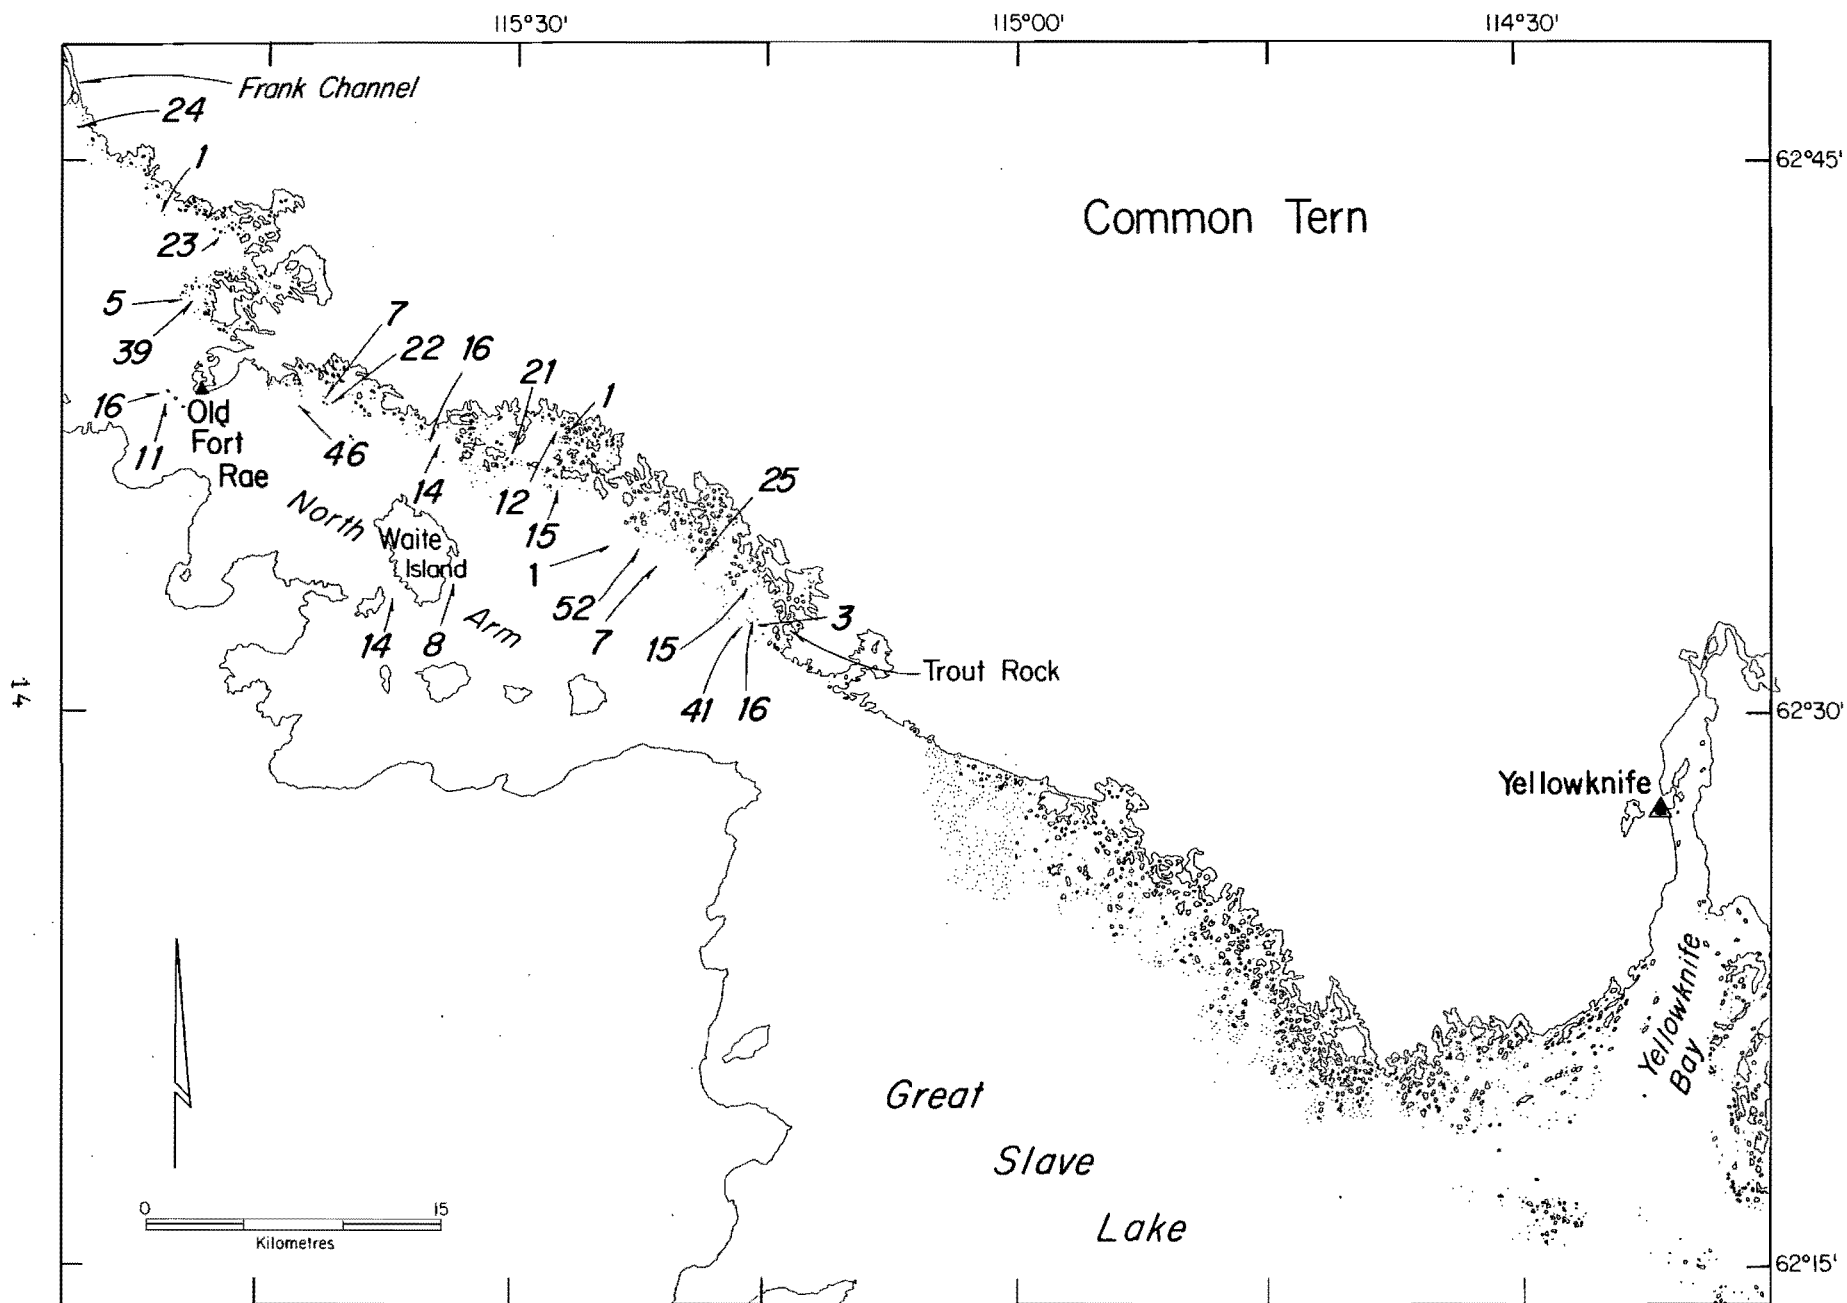 115°30'
115°00'
114°30'
Frank Channel
24
1
62°45'
Common Tern
23
5
39
7
22
16
21
1
16
Old
Fort
Rae
11
46
14
12
15
25
North
Waite
Island
1
52
7
15
3
14
8
Arm
Trout Rock
41
16
14
62°30'
Yellowknife
Yellowknife
Bay
Great
Slave
Lake
0
15
Kilometres
62°15'